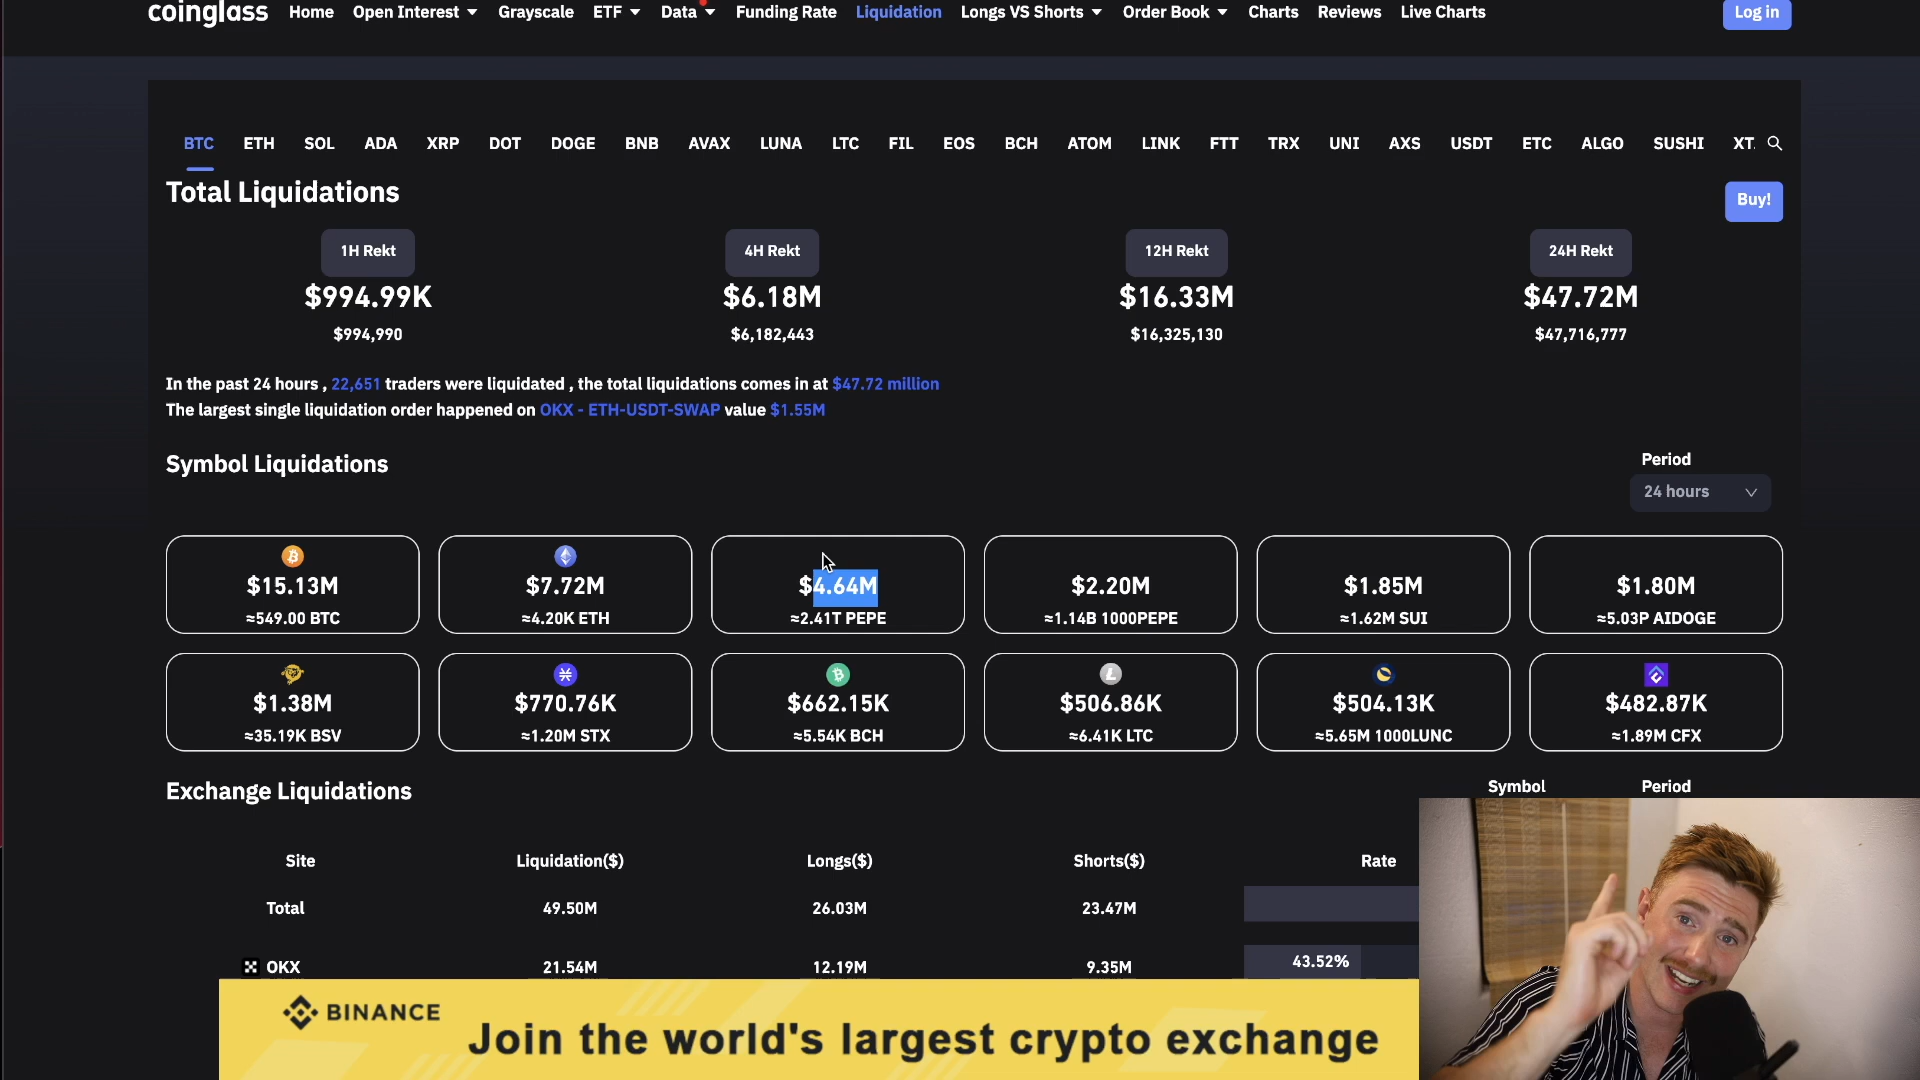 coinglass Home Open Interest Grayscale ETF Data Funding Rate Liquidation Longs VS Shorts Order Book Charts Reviews Live Charts Log in
BTC ETH SOL ADA XRP DOT DOGE BNB AVAX LUNA LTC FIL EOS BCH ATOM LINK FTT TRX UNI AXS USDT ETC ALGO SUSHI XT.
Total Liquidations
Buy!
1H Rekt 4H Rekt 12H Rekt 24H Rekt
$994.99K $6.18M $16.33M $47.72M
$994,990 $6,182,443 $16,325,130 $47,716,777
In the past 24 hours , 22,651 traders were liquidated , the total liquidations comes in at $47.72 million
The largest single liquidation order happened on OKX - ETH-USDT-SWAP value $1.55M
Symbol Liquidations
Period
24 hours
$15.13M $7.72M $4.64M $2.20M $1.85M $1.80M
≈549.00 BTC ≈4.20K ETH ≈2.41T PEPE ≈1.14B 1000PEPE ≈1.62M SUI ≈5.03P AIDOGE
$1.38M $770.76K $662.15K $506.86K $504.13K $482.87K
≈35.19K BSV ≈1.20M STX ≈5.54K BCH ≈6.41K LTC ≈5.65M 1000LUNC ≈1.89M CFX
Exchange Liquidations
Symbol Period
Site Liquidation($) Longs($) Shorts($) Rate
Total 49.50M 26.03M 23.47M
OKX 21.54M 12.19M 9.35M 43.52%
BINANCE
Join the world's largest crypto exchange